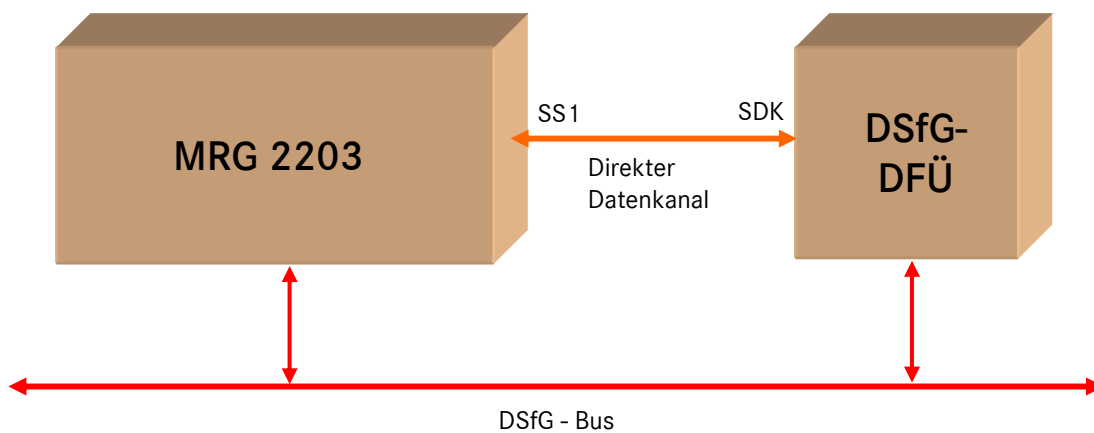 MRG 2203
SS1
SDK
Direkter
Datenkanal
DSfG-
DFÜ
DSfG - Bus